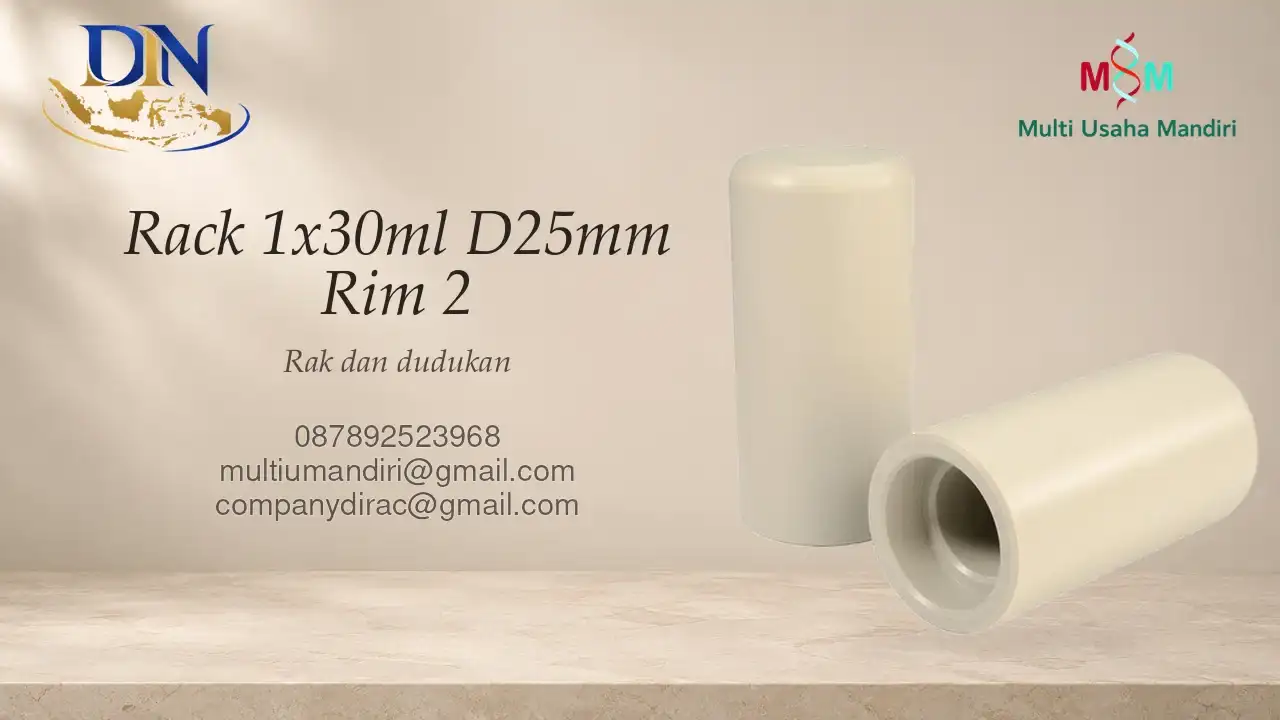 DN
MSM
Multi Usaha Mandiri
Rack 1x30ml D25mm
Rim 2
Rak dan dudukan
087892523968
multiumandiri@gmail.com
companydirac@gmail.com